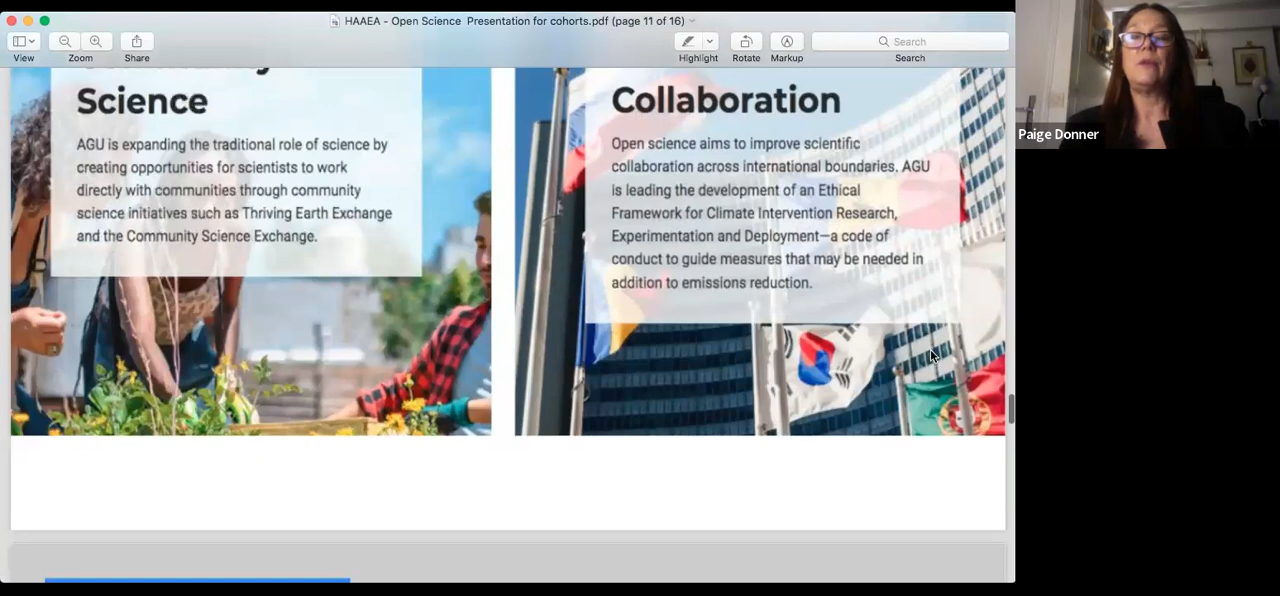 HAAEA - Open Science Presentation for cohorts.pdf (page 11 of 16)
View
Zoom
Share
Highlight
Rotate
Markup
Search
Search
Paige Donner
Science
AGU is expanding the traditional role of science by
creating opportunities for scientists to work
directly with communities through community
science initiatives such as Thriving Earth Exchange
and the Community Science Exchange.
Collaboration
Open science aims to improve scientific
collaboration across international boundaries. AGU
is leading the development of an Ethical
Framework for Climate Intervention Research,
Experimentation and Deployment—a code of
conduct to guide measures that may be needed in
addition to emissions reduction.